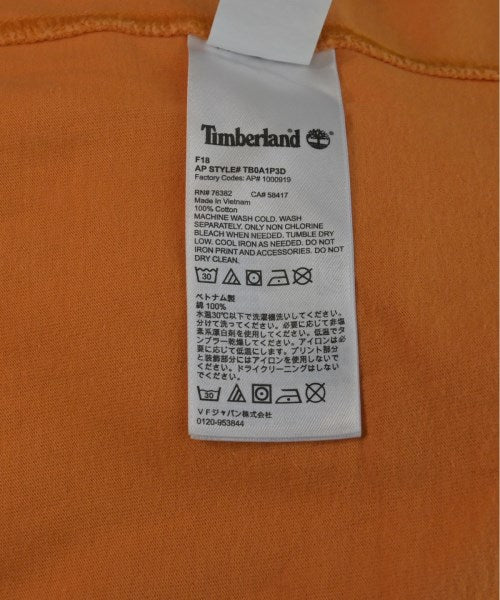 Timberland
F18
AP STYLE# TB0A1P3D
Factory Codes: AP# 1000919
RN# 76382 CA# 58417
Made in Vietnam
100% Cotton
MACHINE WASH COLD. WASH
SEPARATELY. ONLY NON CHLORINE
BLEACH WHEN NEEDED. TUMBLE DRY
LOW. COOL IRON AS NEEDED. DO NOT
IRON PRINT AND ACCESSORIES. DO NOT
DRY CLEAN.
30
ベトナム製
綿 100%
水温30℃以下で洗濯機洗いしてください。
分けて洗ってください。必要に応じて非塩
素系漂白剤を使用してください。低温でタ
ンブラー乾燥してください。アイロンは必
要に応じて低温にします。プリント部分
と装飾部分にはアイロンを使用しないで
ください。ドライクリーニングはしない
でください。
30
ＶＦジャパン株式会社
0120-953844